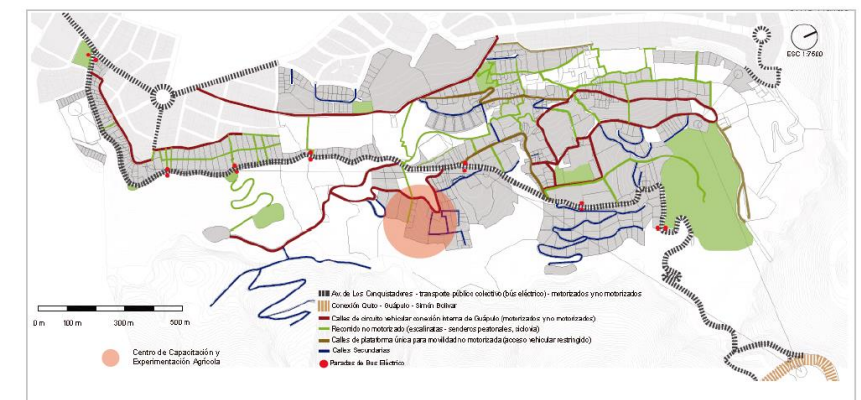 ESC 1:7500
Av. de Los Conquistadores - transporte público colectivo (bús eléctrico) - motorizados y no motorizados
Conexión Quito - Guápulo - Simón Bolívar
Calles de circuito vehicular conexión interna de Guápulo (motorizados y no motorizados)
Recorrido no motorizado (escalinatas - senderos peatonales, ciclovia)
Calles de plataforma única para movilidad no motorizada (acceso vehicular restringido)
Calles Secundarias
Paradas de Bus Eléctrico
0 m 100 m 300 m 500 m
Centro de Capacitación y
Experimentación Agrícola